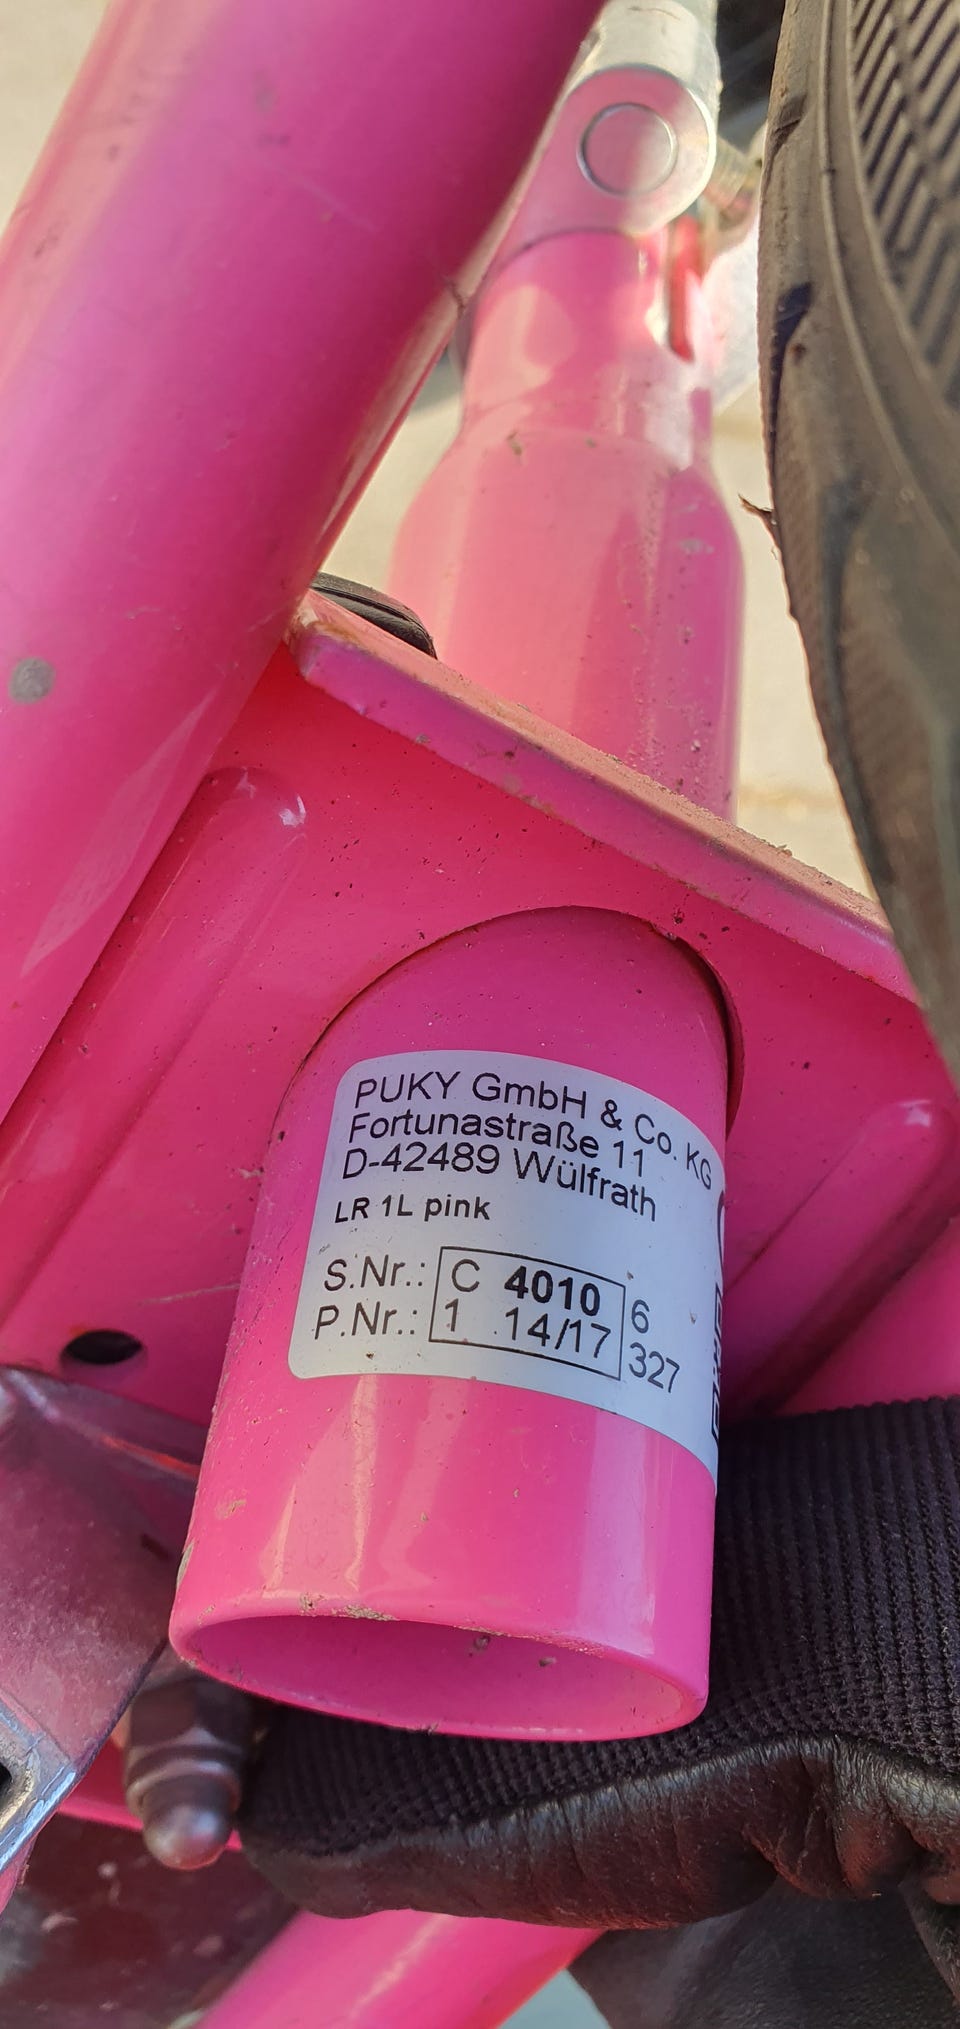 PUKY GmbH & Co. KG
Fortunastraße 11
D-42489 Wülfrath
LR 1L pink
S.Nr.: C 4010 6
P.Nr.: 1 14/17 327